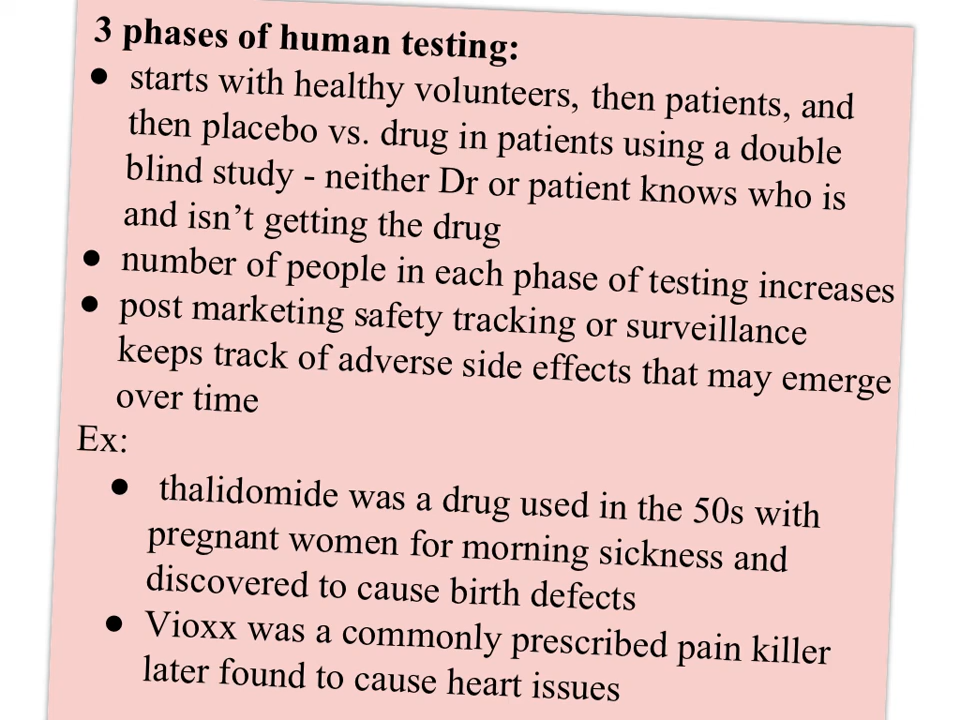 3 phases of human testing:
● starts with healthy volunteers, then patients, and
then placebo vs. drug in patients using a double
blind study - neither Dr or patient knows who is
and isn’t getting the drug
● number of people in each phase of testing increases
● post marketing safety tracking or surveillance
keeps track of adverse side effects that may emerge
over time
Ex:
● thalidomide was a drug used in the 50s with
pregnant women for morning sickness and
discovered to cause birth defects
● Vioxx was a commonly prescribed pain killer
later found to cause heart issues